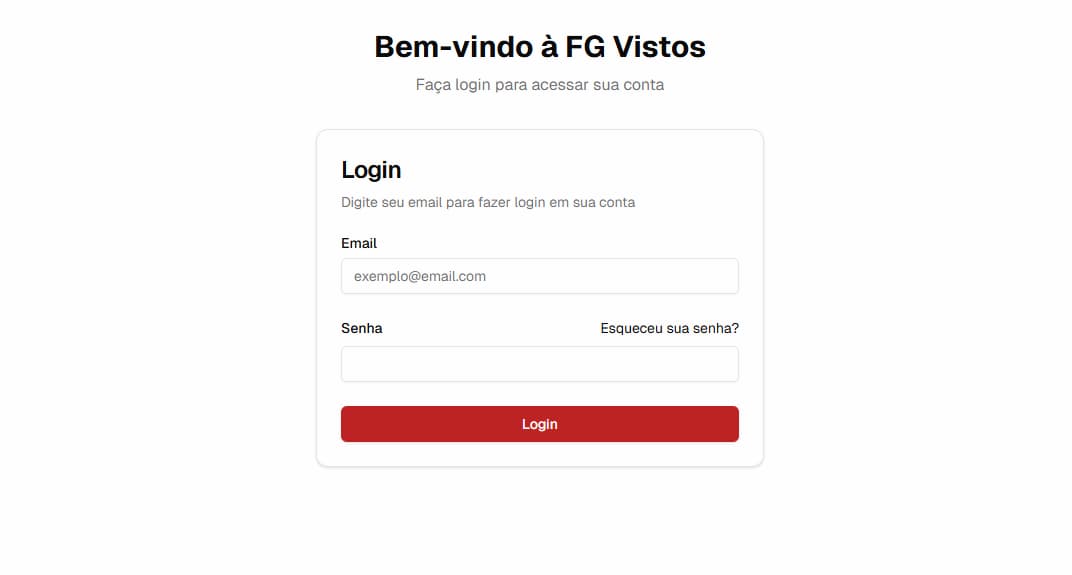 Bem-vindo à FG Vistos
Faça login para acessar sua conta
Login
Digite seu email para fazer login em sua conta
Email
exemplo@email.com
Senha
Esqueceu sua senha?
Login